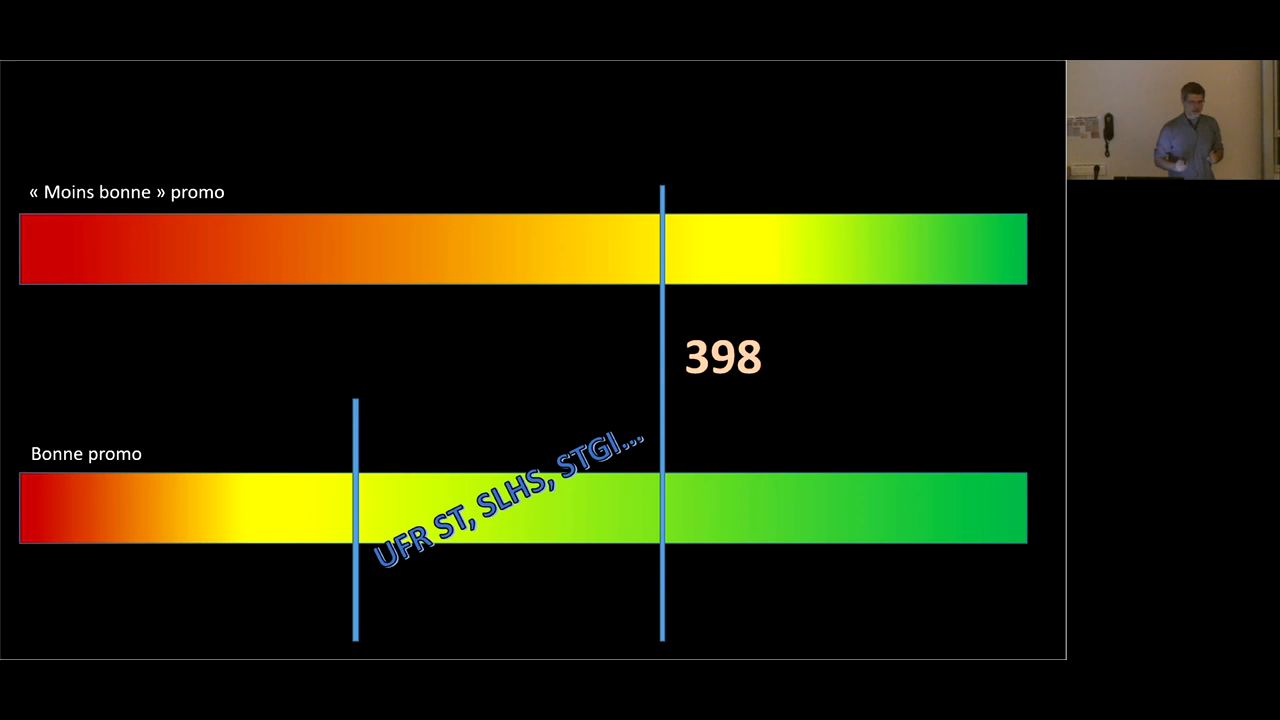 « Moins bonne » promo
398
Bonne promo
UFR ST, SLHS, STGI...